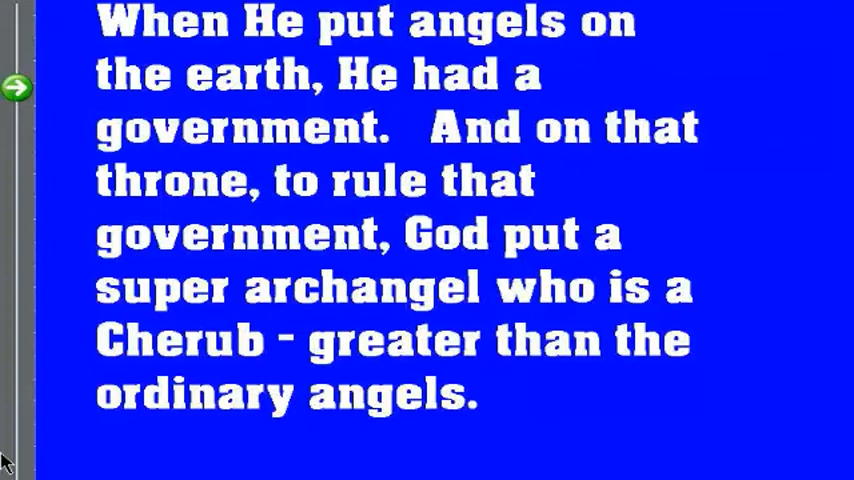 When He put angels on
the earth, He had a
government.   And on that
throne, to rule that
government, God put a
super archangel who is a
Cherub - greater than the
ordinary angels.